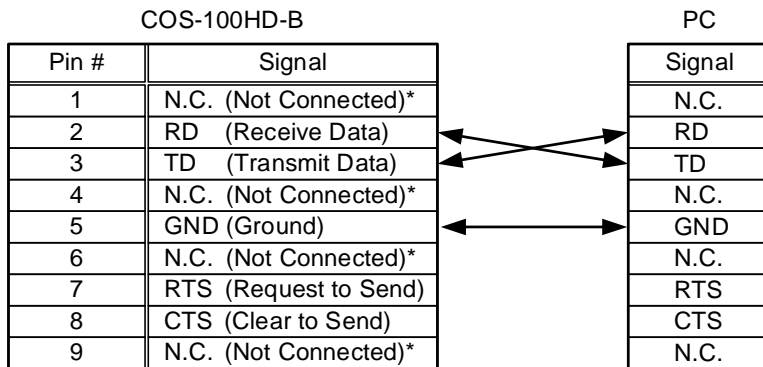 COS-100HD-B PC
Pin # Signal Signal
1 N.C. (Not Connected)* N.C.
2 RD (Receive Data) RD
3 TD (Transmit Data) TD
4 N.C. (Not Connected)* N.C.
5 GND (Ground) GND
6 N.C. (Not Connected)* N.C.
7 RTS (Request to Send) RTS
8 CTS (Clear to Send) CTS
9 N.C. (Not Connected)* N.C.